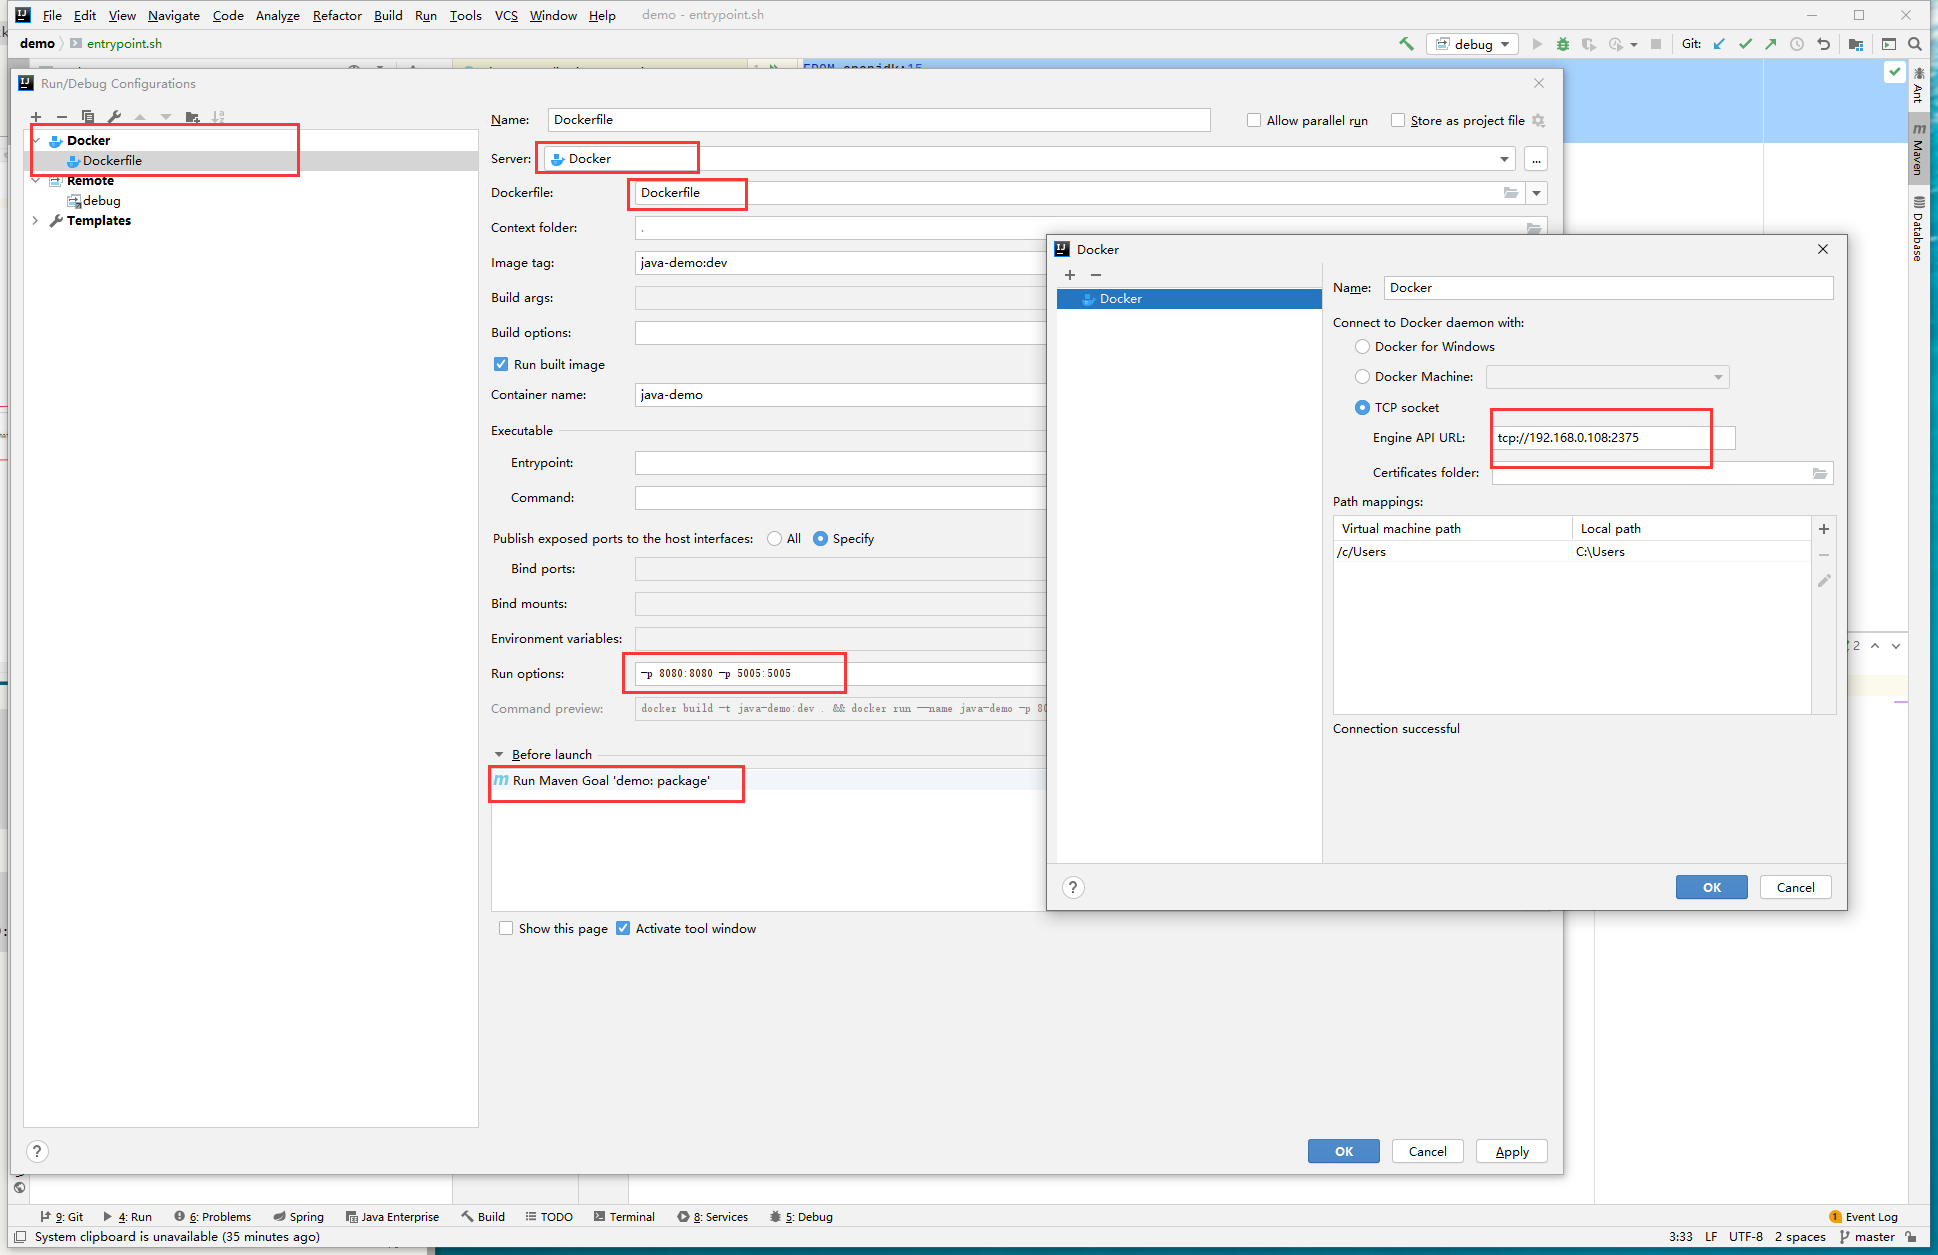 File Edit View Navigate Code Analyze Refactor Build Run Tools VCS Window Help demo - entrypoint.sh
demo entrypoint.sh debug Git:
Run/Debug Configurations
Docker
Dockerfile
Remote
debug
Templates
Name: Dockerfile Allow parallel run Store as project file
Server: Docker ...
Dockerfile: Dockerfile
Context folder: .
Image tag: java-demo:dev
Build args:
Build options:
Run built image
Container name: java-demo
Executable
Entrypoint:
Command:
Publish exposed ports to the host interfaces: All Specify
Bind ports:
Bind mounts:
Environment variables:
Run options: -p 8080:8080 -p 5005:5005
Command preview: docker build -t java-demo:dev . && docker run --name java-demo -p 80
Before launch
Run Maven Goal 'demo: package'
Show this page Activate tool window
? OK Cancel Apply
Docker
Docker
Name: Docker
Connect to Docker daemon with:
Docker for Windows
Docker Machine:
TCP socket
Engine API URL: tcp://192.168.0.108:2375
Certificates folder:
Path mappings:
Virtual machine path Local path
/c/Users C:\Users
Connection successful
? OK Cancel
Ant
Maven
Database
2
9: Git 4: Run 6: Problems Spring Java Enterprise Build TODO Terminal 8: Services 5: Debug 1 Event Log
System clipboard is unavailable (35 minutes ago) 3:33 LF UTF-8 2 spaces master